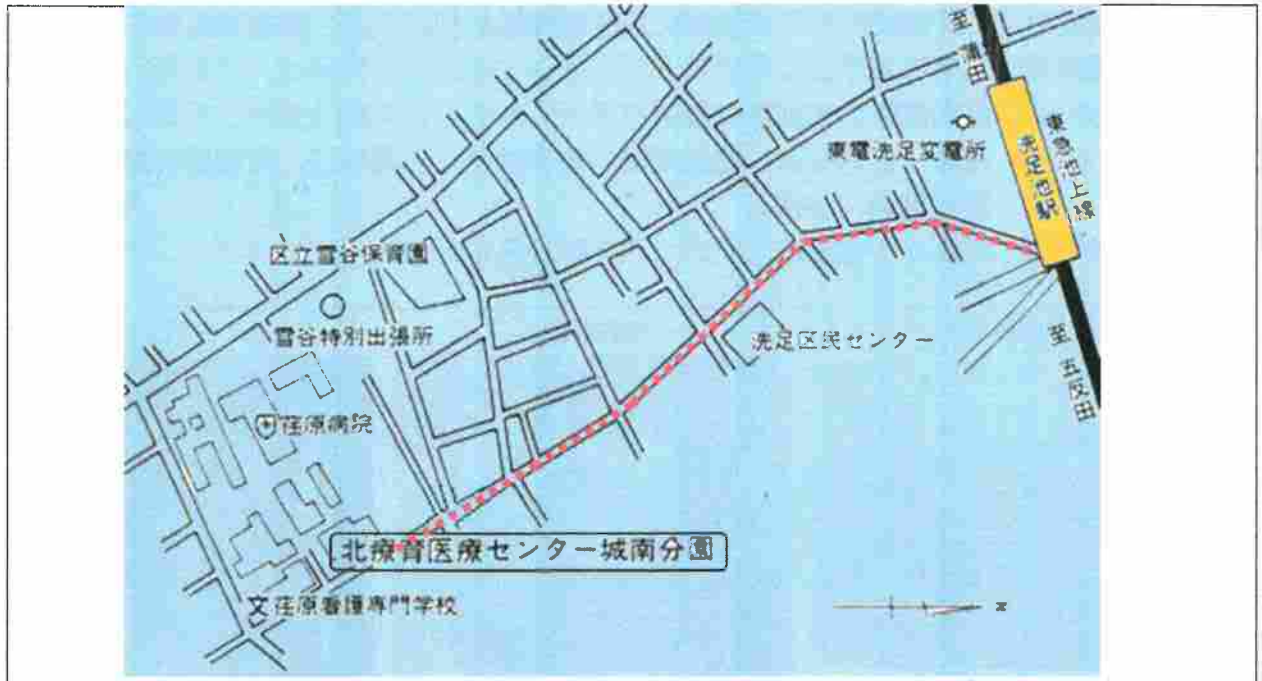 至 蒲田
東急池上線
洗足池駅
東電洗足変電所
区立雪谷保育園
雪谷特別出張所
洗足区民センター
至 五反田
荏原病院
北療育医療センター城南分園
文 荏原看護専門学校
N